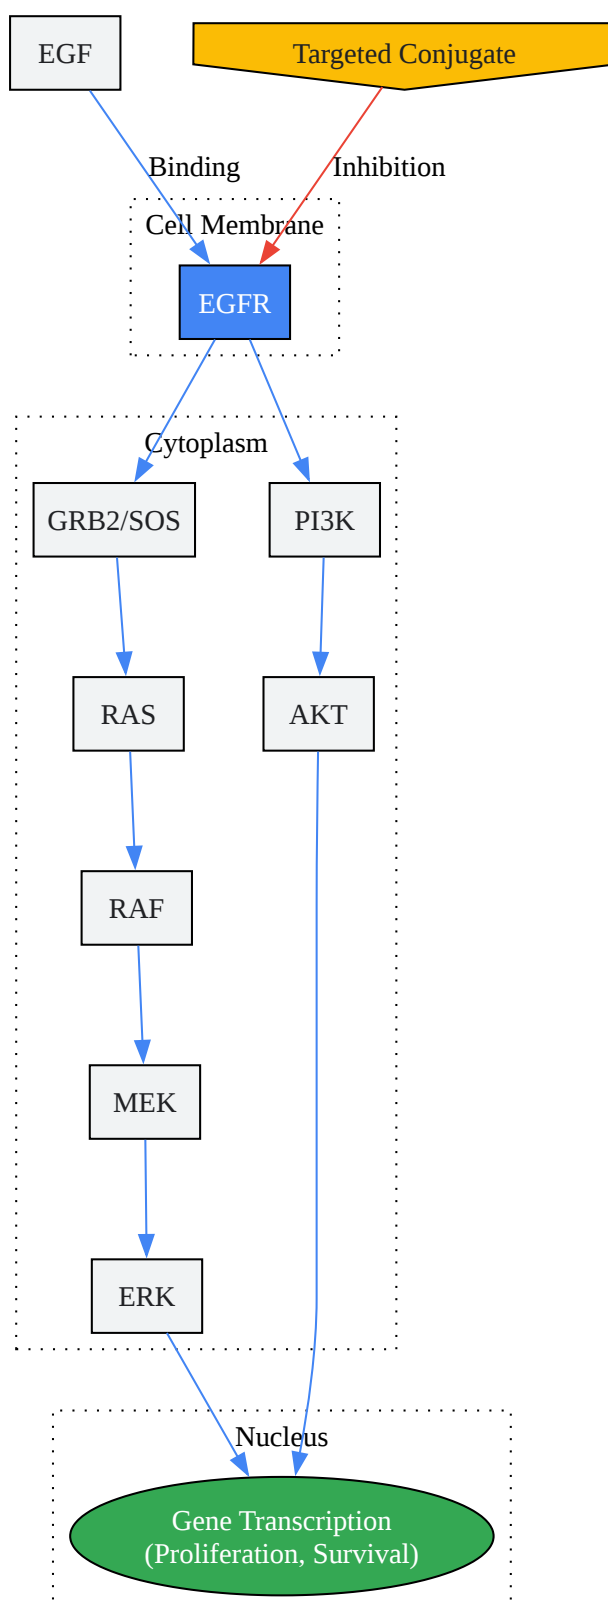 EGF
Targeted Conjugate
Binding
Inhibition
Cell Membrane
EGFR
Cytoplasm
GRB2/SOS
PI3K
RAS
AKT
RAF
MEK
ERK
Nucleus
Gene Transcription
(Proliferation, Survival)